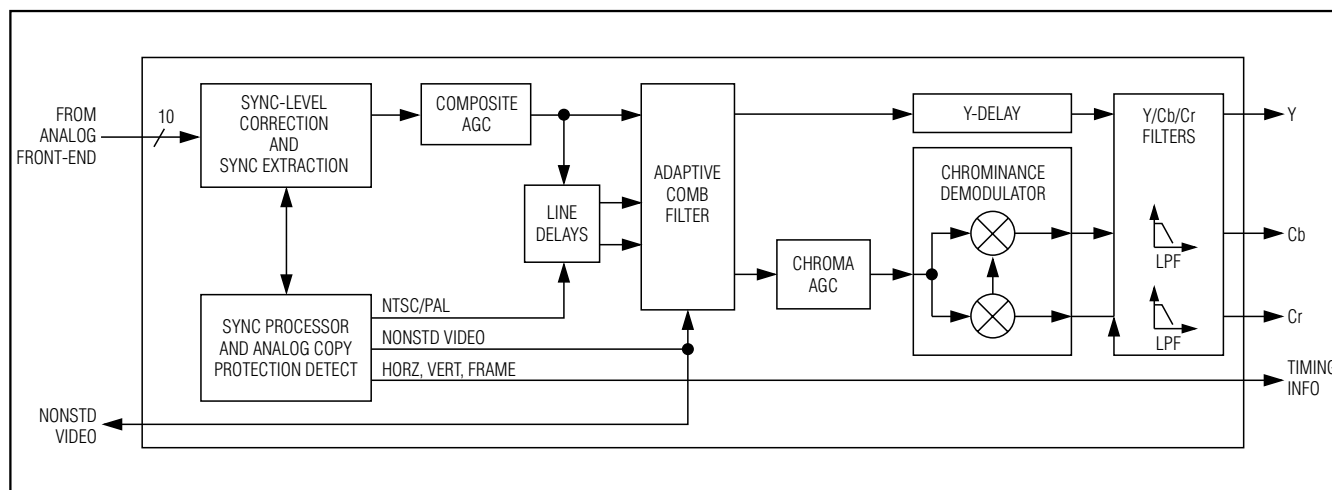 FROM
ANALOG
FRONT-END
10
SYNC-LEVEL
CORRECTION
AND
SYNC EXTRACTION
COMPOSITE
AGC
LINE
DELAYS
ADAPTIVE
COMB
FILTER
Y-DELAY
Y/Cb/Cr
FILTERS
Y
CHROMINANCE
DEMODULATOR
CHROMA
AGC
LPF
Cb
LPF
Cr
SYNC PROCESSOR
AND ANALOG COPY
PROTECTION DETECT
NTSC/PAL
NONSTD VIDEO
HORZ, VERT, FRAME
TIMING
INFO
NONSTD
VIDEO